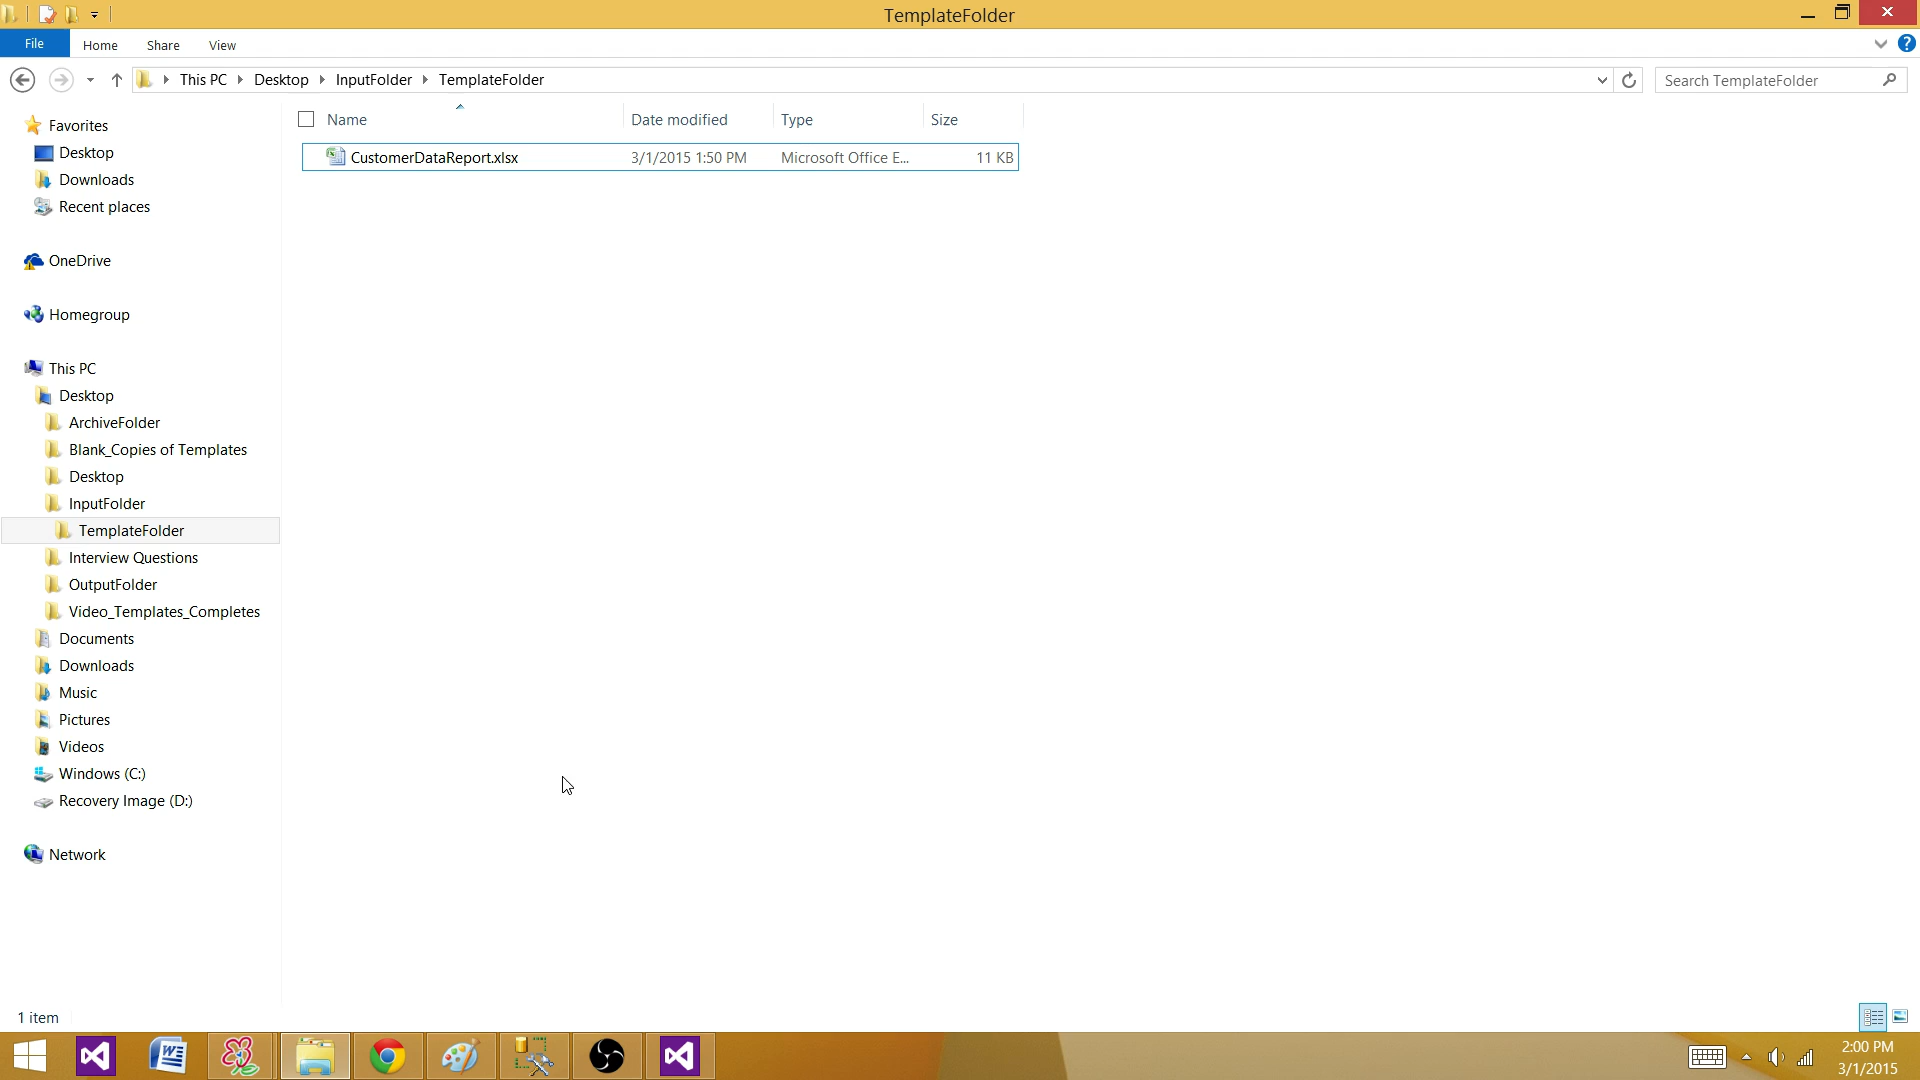 TemplateFolder
File Home Share View
This PC Desktop InputFolder TemplateFolder
Search TemplateFolder
Name Date modified Type Size
CustomerDataReport.xlsx 3/1/2015 1:50 PM Microsoft Office E... 11 KB
Favorites
Desktop
Downloads
Recent places
OneDrive
Homegroup
This PC
Desktop
ArchiveFolder
Blank_Copies of Templates
Desktop
InputFolder
TemplateFolder
Interview Questions
OutputFolder
Video_Templates_Completes
Documents
Downloads
Music
Pictures
Videos
Windows (C:)
Recovery Image (D:)
Network
1 item
2:00 PM
3/1/2015